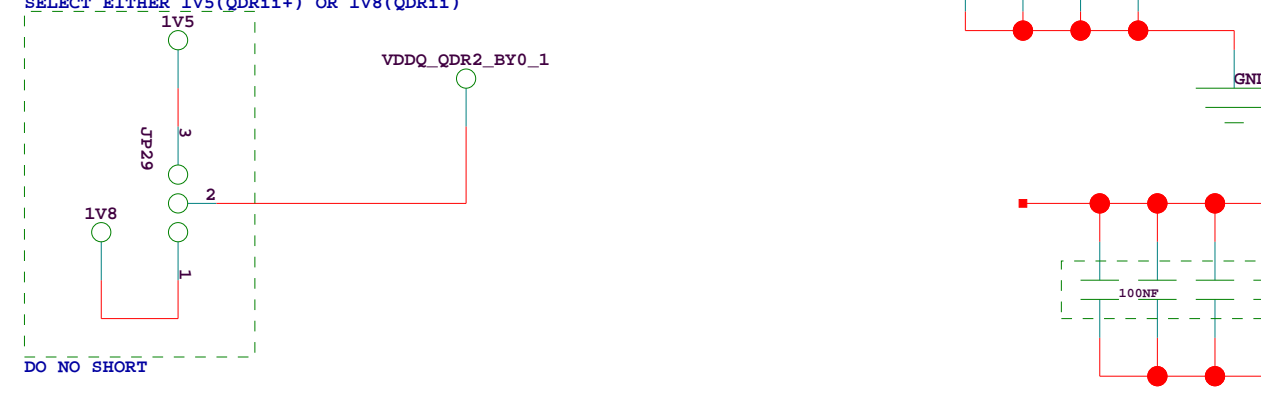 SELECT EITHER 1V5(QDRii+) OR 1V8(QDRii)
1V5
VDDQ_QDR2_BY0_1
GND
3
JP29
2
1V8
1
100NF
DO NO SHORT